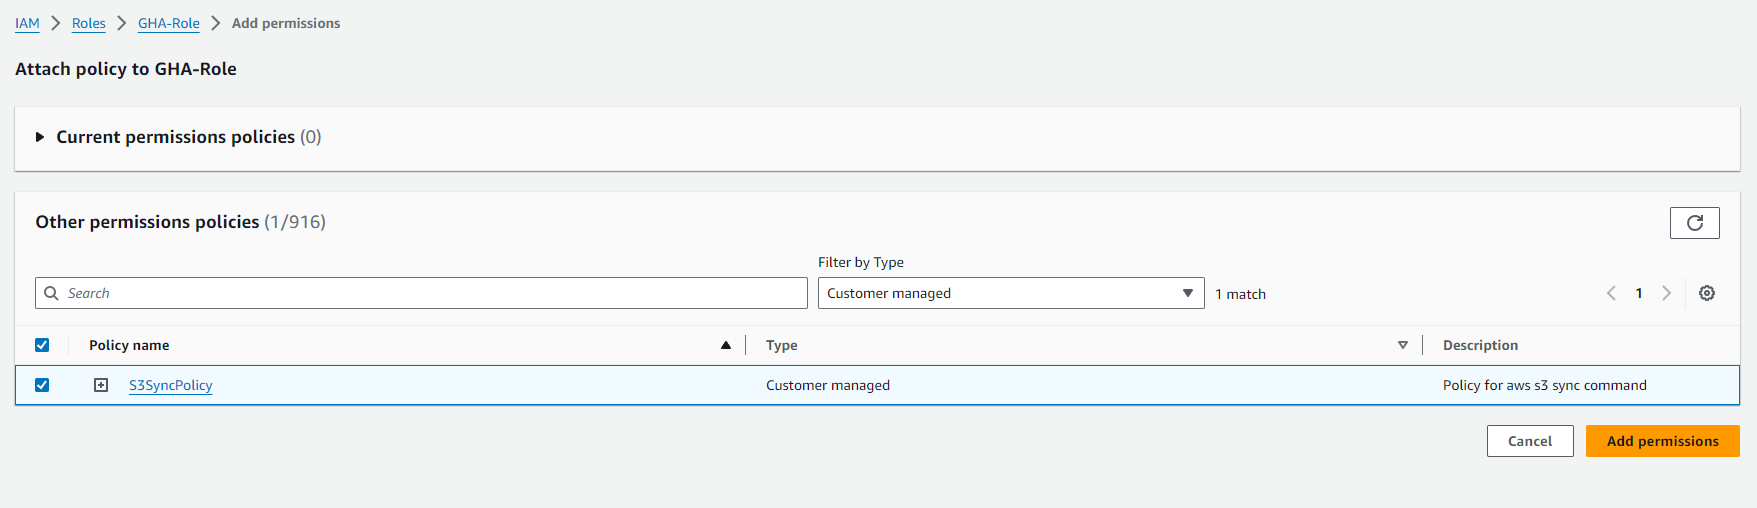 IAM > Roles > GHA-Role > Add permissions
Attach policy to GHA-Role
Current permissions policies (0)
Other permissions policies (1/916)
Filter by Type
Search Customer managed 1 match 1
Policy name Type Description
S3SyncPolicy Customer managed Policy for aws s3 sync command
Cancel Add permissions